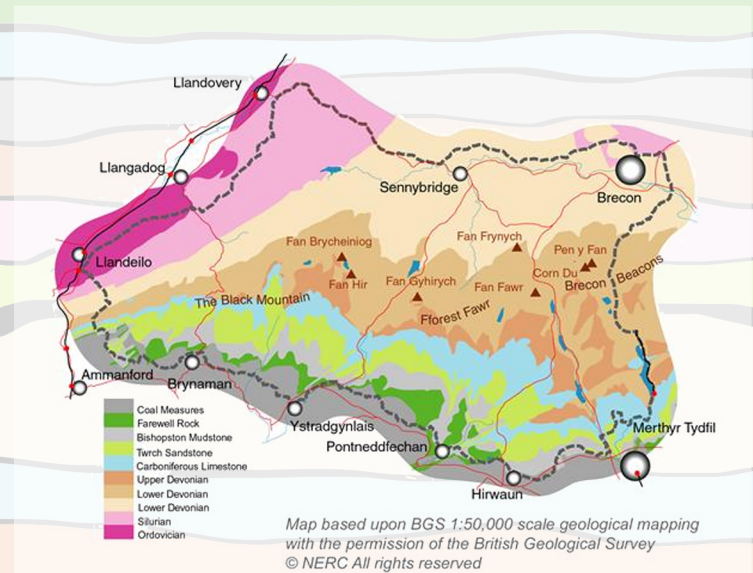 Llandovery
Llangadog
Sennybridge
Brecon
Fan Brycheiniog
Fan Frynych
Pen y Fan
Llandeilo
Fan Hir
Fan Gyhirych
Fan Fawr
Corn Du
Brecon Beacons
The Black Mountain
Fforest Fawr
Ammanford
Brynaman
Ystradgynlais
Merthyr Tydfil
Pontneddfechan
Hirwaun
Coal Measures
Farewell Rock
Bishopston Mudstone
Twrch Sandstone
Carboniferous Limestone
Upper Devonian
Lower Devonian
Lower Devonian
Silurian
Ordovician
Map based upon BGS 1:50,000 scale geological mapping
with the permission of the British Geological Survey
© NERC All rights reserved